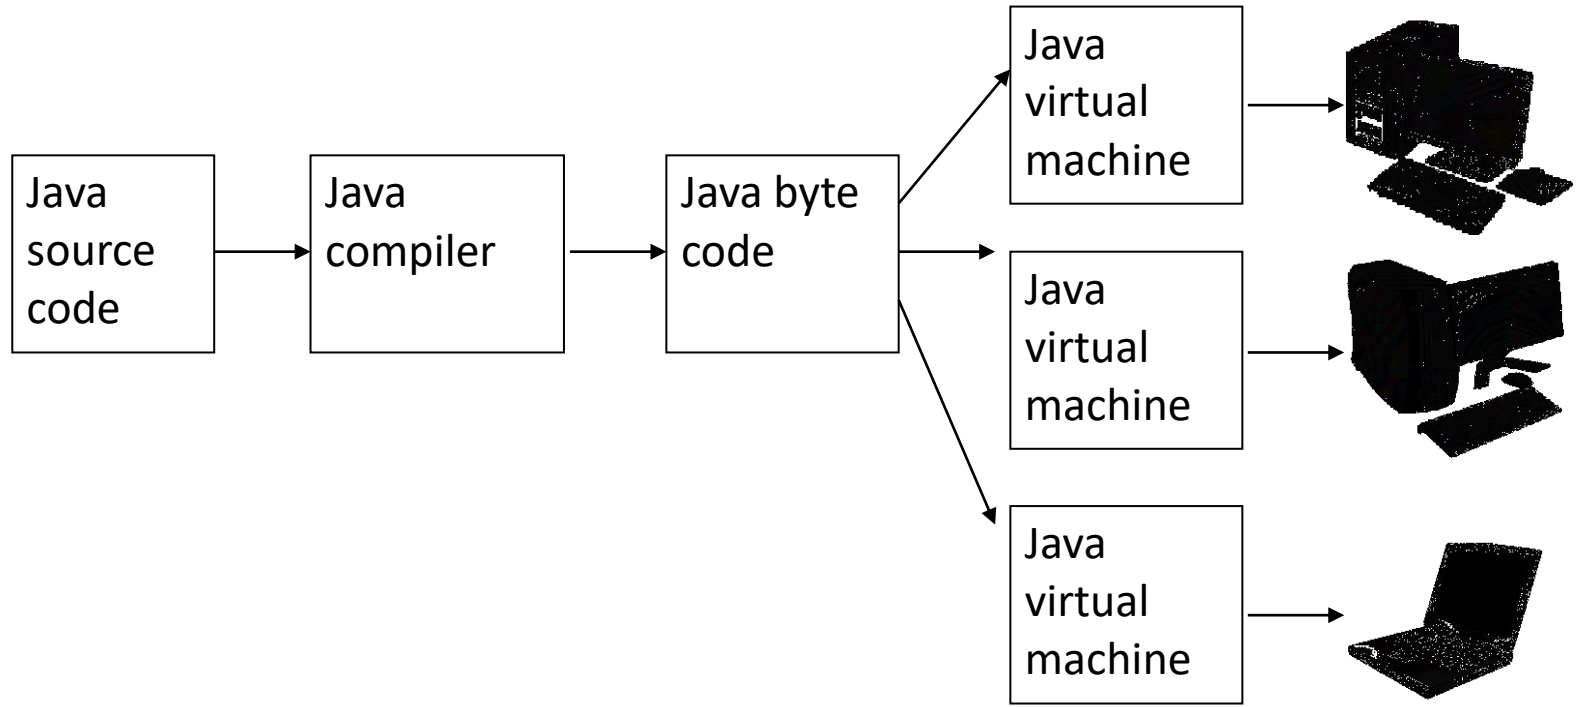 Java
source
code
Java
compiler
Java byte
code
Java
virtual
machine
Java
virtual
machine
Java
virtual
machine